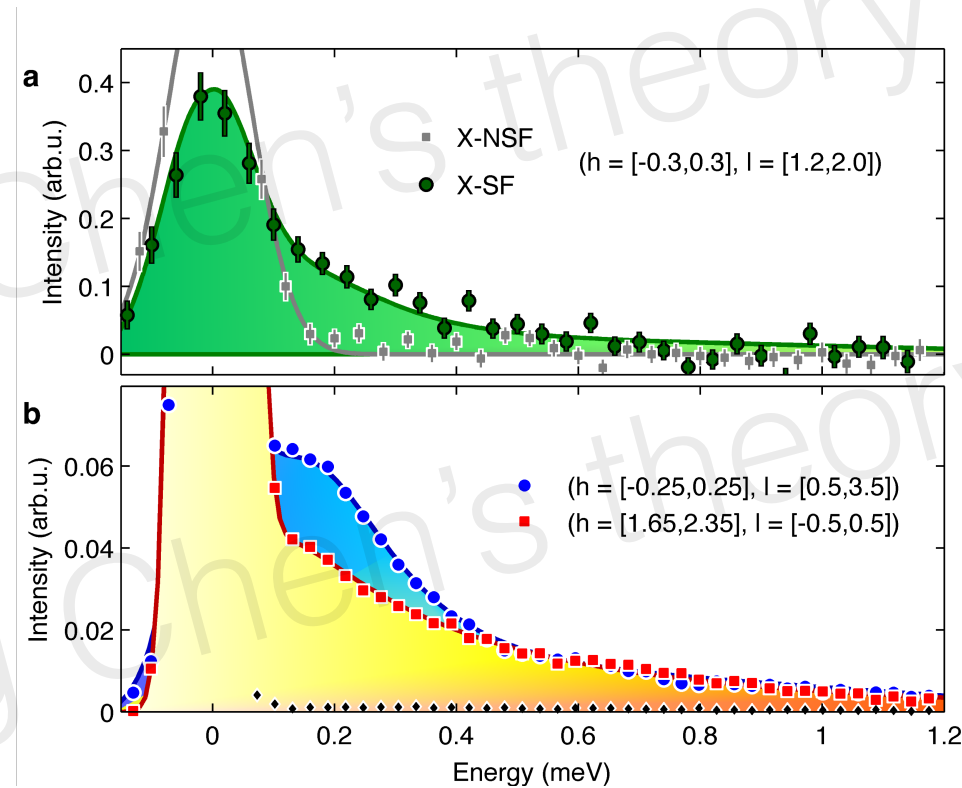 a
0.4
0.3
0.2
0.1
0
Intensity (arb.u.)
X-NSF
X-SF
(h = [-0.3,0.3], l = [1.2,2.0])
b
0.06
0.04
0.02
0
Intensity (arb.u.)
(h = [-0.25,0.25], l = [0.5,3.5])
(h = [1.65,2.35], l = [-0.5,0.5])
0 0.2 0.4 0.6 0.8 1 1.2
Energy (meV)
chen's theory
g Chen's theory